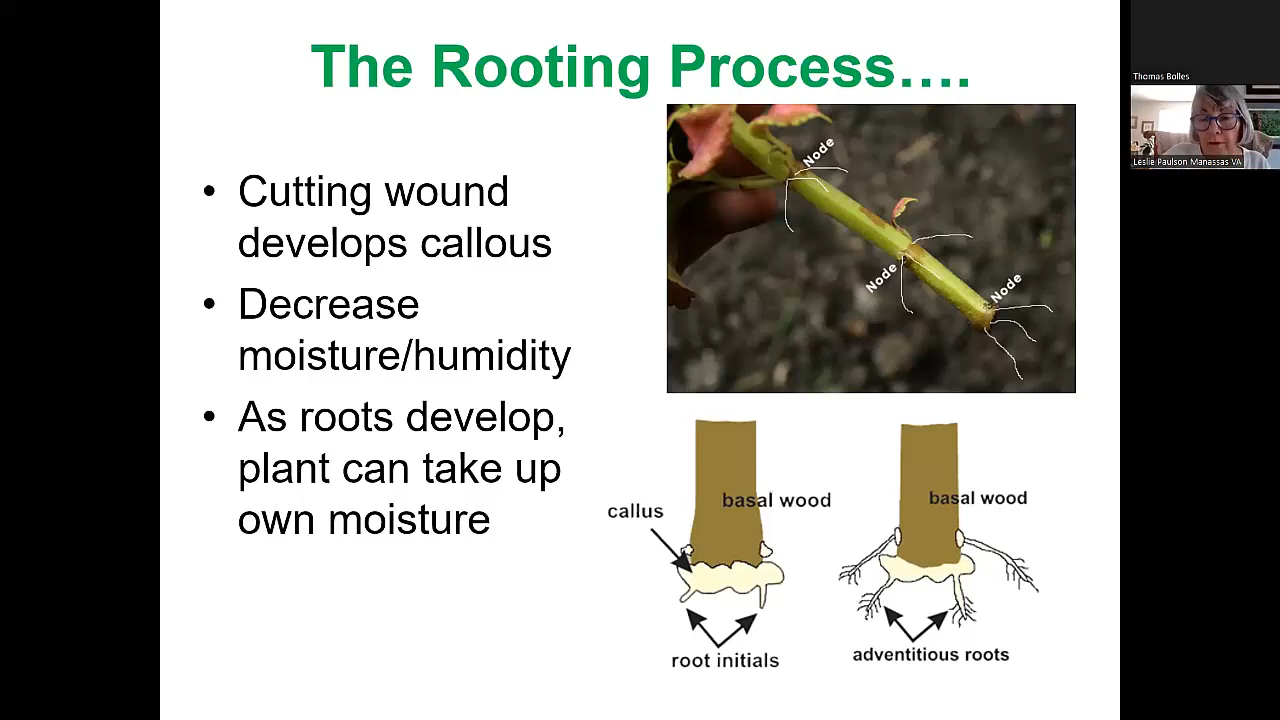 The Rooting Process….
• Cutting wound
develops callous
• Decrease
moisture/humidity
• As roots develop,
plant can take up
own moisture
Node
Node
Node
callus
basal wood
root initials
basal wood
adventitious roots
Thomas Bolles
Leslie Paulson Manassas VA